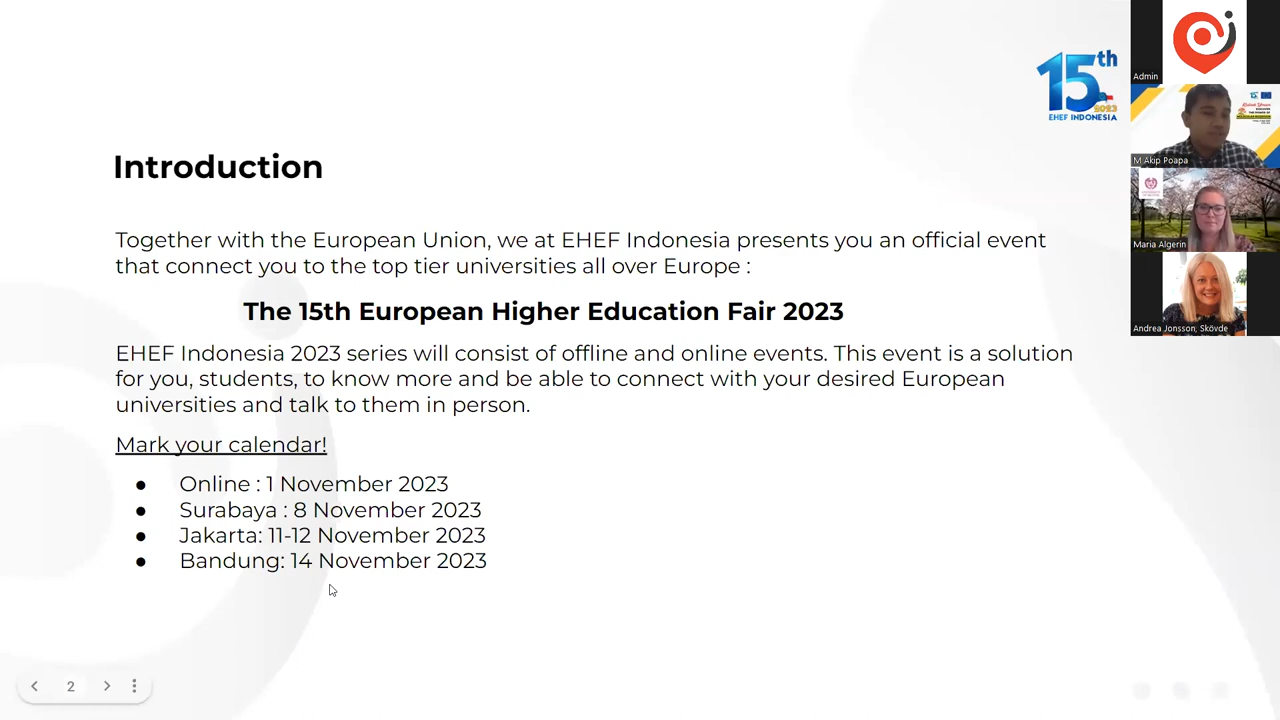 15th
2023
EHEF INDONESIA
Introduction
Together with the European Union, we at EHEF Indonesia presents you an official event
that connect you to the top tier universities all over Europe :
The 15th European Higher Education Fair 2023
EHEF Indonesia 2023 series will consist of offline and online events. This event is a solution
for you, students, to know more and be able to connect with your desired European
universities and talk to them in person.
Mark your calendar!
● Online : 1 November 2023
● Surabaya : 8 November 2023
● Jakarta: 11-12 November 2023
● Bandung: 14 November 2023
2
Admin
M Akip Poapa
Maria Algerin
Andrea Jonsson, Skövde